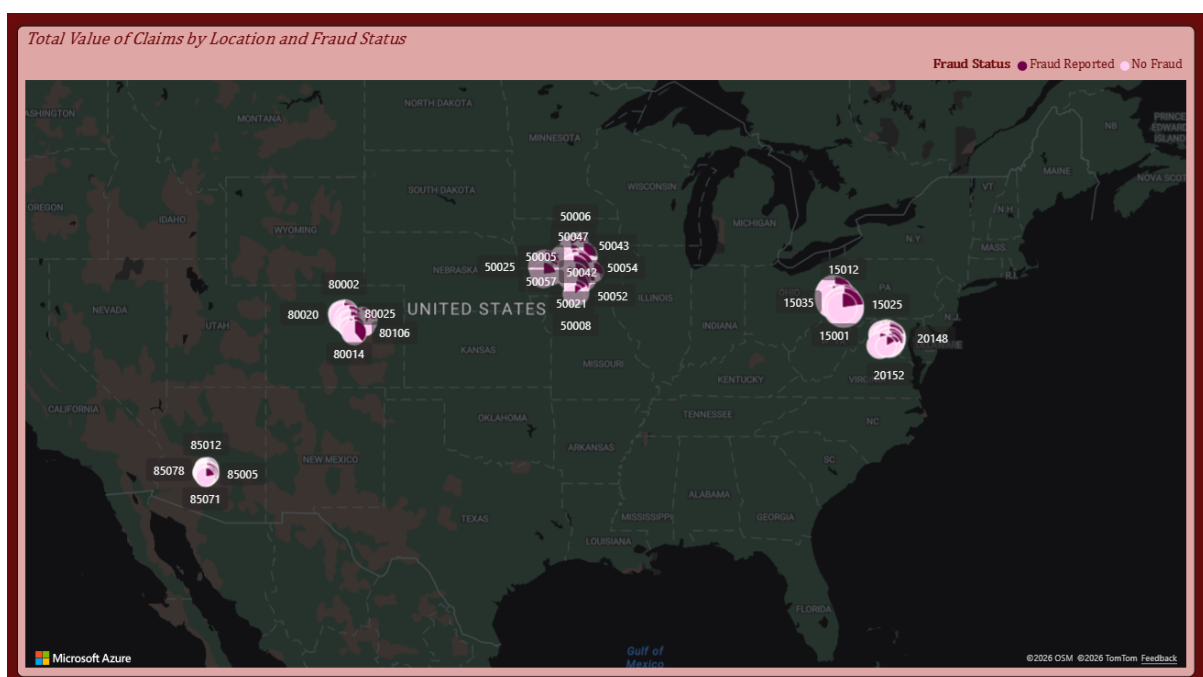 Total Value of Claims by Location and Fraud Status
Fraud Status Fraud Reported No Fraud
WASHINGTON
MONTANA
NORTH DAKOTA
MINNESOTA
NB
PRINCE
EDWARD
ISLAND
MAINE
NOVA SCOT
VT
N.H.
OREGON
IDAHO
SOUTH DAKOTA
WISCONSIN
MICHIGAN
N.Y.
MASS.
R.I.
WYOMING
50006
50047
50043
50005
50025
50042
50054
50057
50052
50021
50008
NEBRASKA
ILLINOIS
INDIANA
OHIO
PA
N.J.
15012
15035
15025
15001
20148
20152
80002
80020
80025
80106
80014
NEVADA
UTAH
UNITED STATES
KANSAS
MISSOURI
KENTUCKY
CALIFORNIA
OKLAHOMA
TENNESSEE
NC
85012
85078
85005
85071
NEW MEXICO
ARKANSAS
SC
TEXAS
MISSISSIPPI
ALABAMA
GEORGIA
LOUISIANA
FLORIDA
Gulf of
Mexico
Microsoft Azure
©2026 OSM ©2026 TomTom Feedback